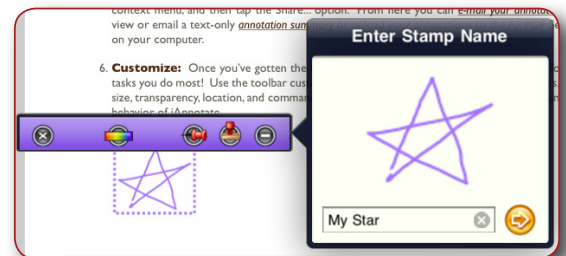 context menu, and then tap the Share... option. From here you can e-mail your annotat
view or email a text-only annotation sum
on your computer.
6. Customize: Once you've gotten the
tasks you do most! Use the toolbar cus
size, transparency, location, and comman
behavior of iAnnotate
Enter Stamp Name
My Star